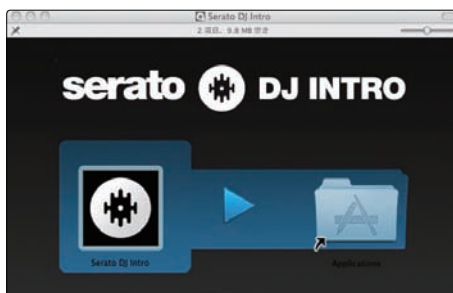 Serato DJ Intro
2 項目、9.8 MB 空き
serato DJ INTRO
Serato DJ Intro
Applications